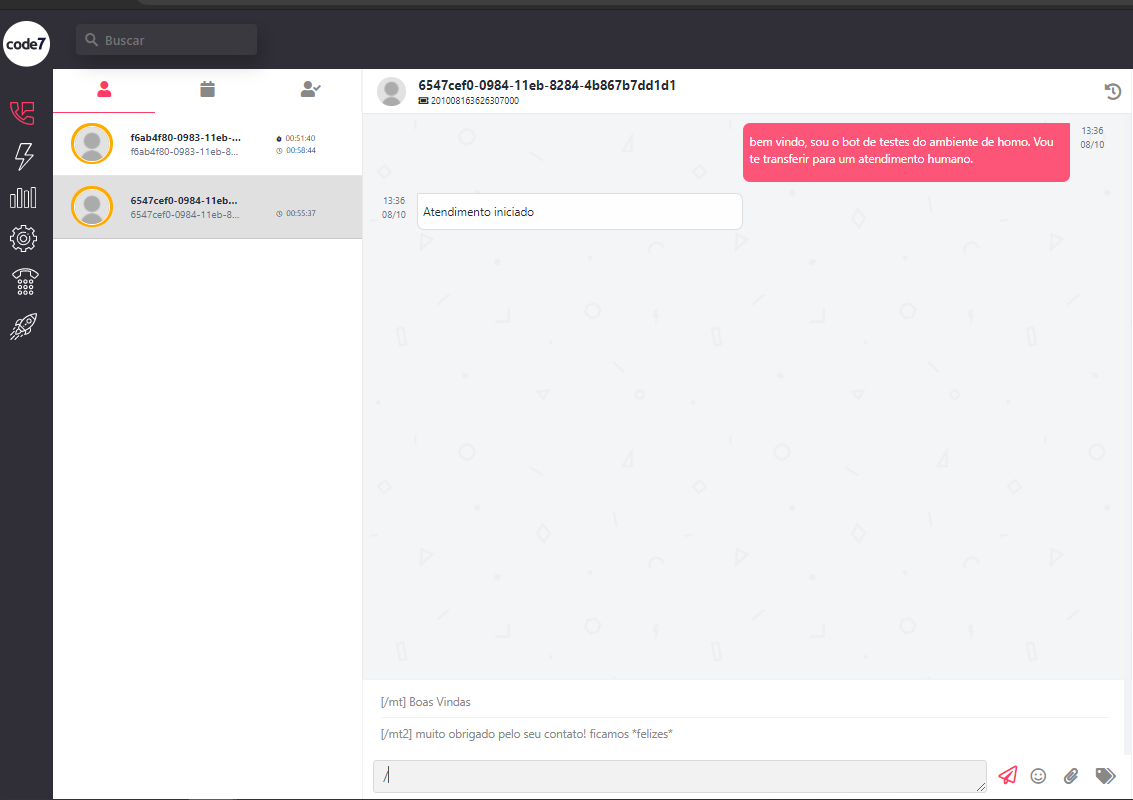 code7
Buscar
f6ab4f80-0983-11eb-...
00:51:40
f6ab4f80-0983-11eb-8...
00:58:44
6547cef0-0984-11eb...
6547cef0-0984-11eb-8...
00:55:37
6547cef0-0984-11eb-8284-4b867b7dd1d1
201008163626307000
bem vindo, sou o bot de testes do ambiente de homo. Vou
te transferir para um atendimento humano.
13:36
08/10
13:36
08/10
Atendimento iniciado
[/mt] Boas Vindas
[/mt2] muito obrigado pelo seu contato! ficamos *felizes*
/